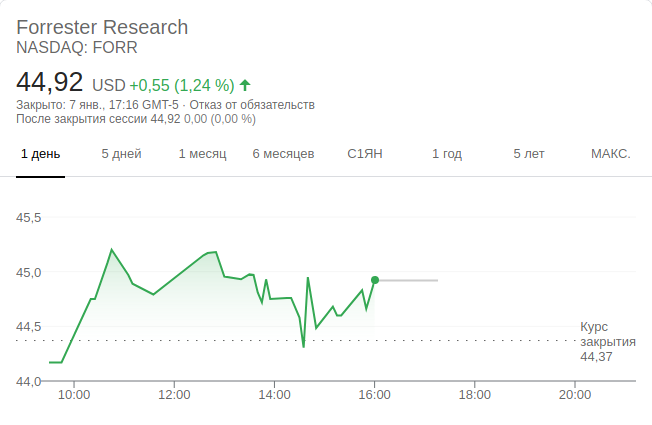 Forrester Research
NASDAQ: FORR
44,92 USD +0,55 (1,24 %)
Закрыто: 7 янв., 17:16 GMT-5 · Отказ от обязательств
После закрытия сессии 44,92 0,00 (0,00 %)
1 день 5 дней 1 месяц 6 месяцев С1ЯН 1 год 5 лет МАКС.
45,5
45,0
44,5
Курс
закрытия
44,37
44,0
10:00 12:00 14:00 16:00 18:00 20:00